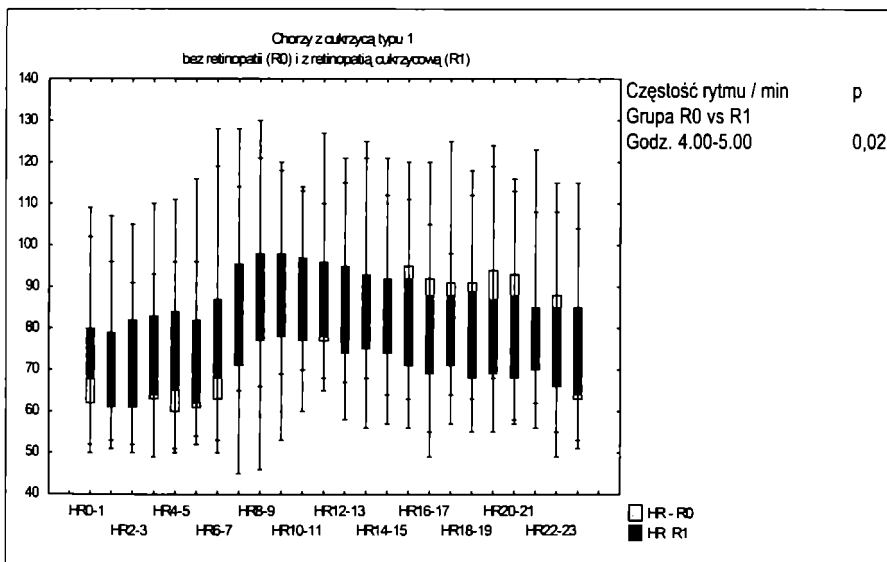 Chorzy z cukrzycą typu 1
bez retinopatii (R0) i z retinopatią cukrzycową (R1)
140
130
120
110
100
90
80
70
60
50
40
HR0-1 HR4-5 HR8-9 HR12-13 HR16-17 HR20-21
HR2-3 HR6-7 HR10-11 HR14-15 HR18-19 HR22-23
Częstość rytmu / min p
Grupa R0 vs R1
Godz. 4.00-5.00 0,02
HR - R0
HR R1